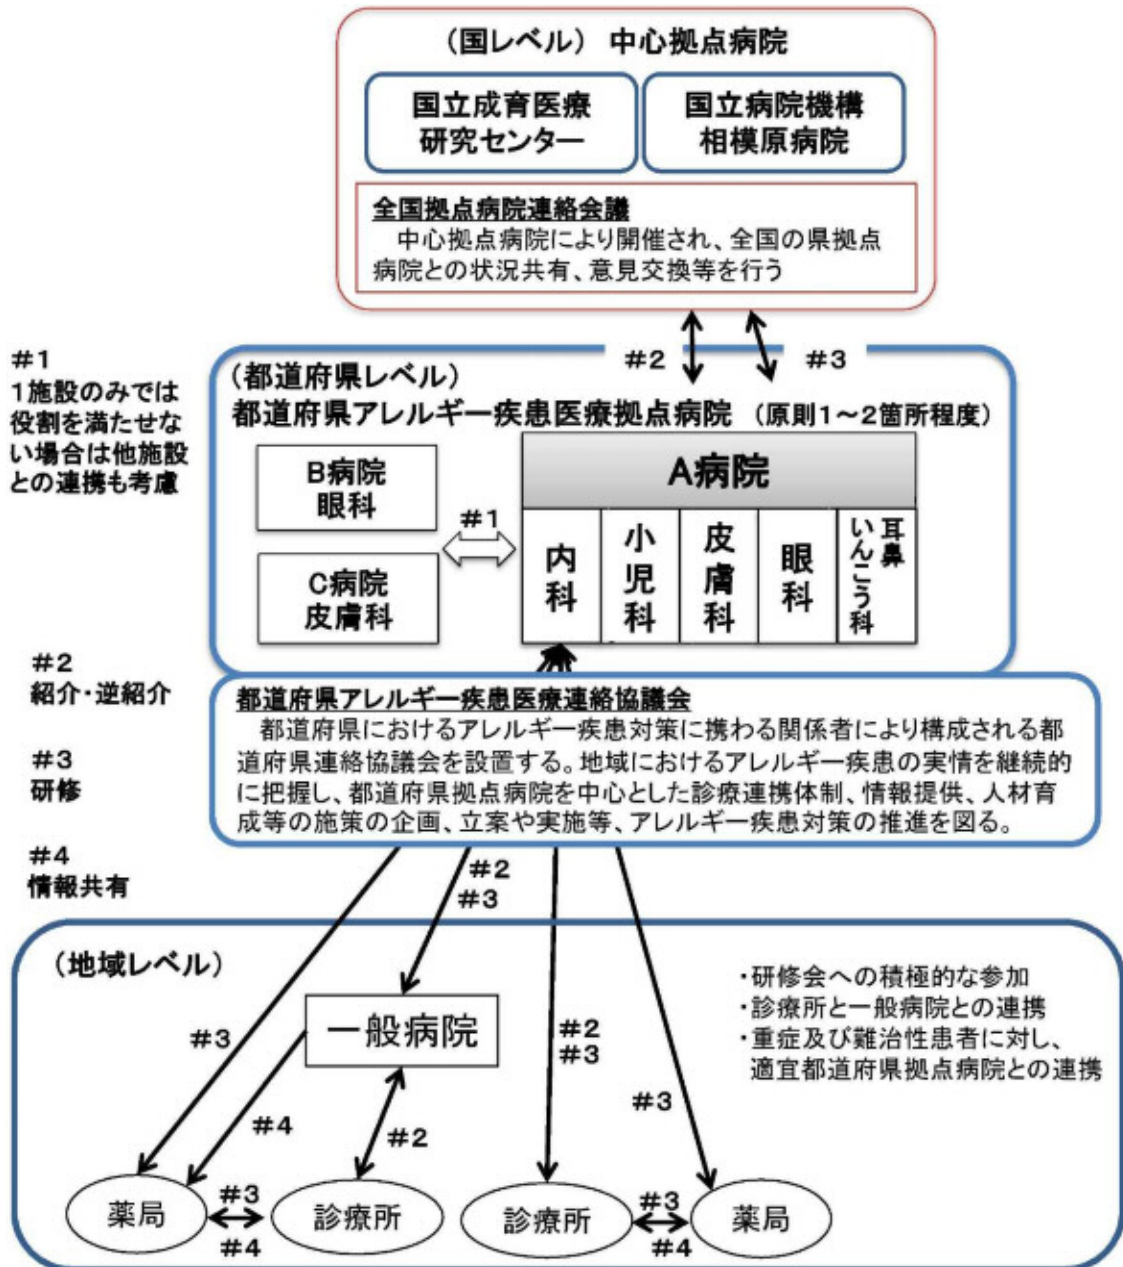 (国レベル) 中心拠点病院
国立成育医療
研究センター
国立病院機構
相模原病院
全国拠点病院連絡会議
中心拠点病院により開催され、全国の県拠点
病院との状況共有、意見交換等を行う
#2
#3
#1
1施設のみでは
役割を満たせな
い場合は他施設
との連携も考慮
(都道府県レベル)
都道府県アレルギー疾患医療拠点病院 (原則1~2箇所程度)
B病院
眼科
C病院
皮膚科
#1
A病院
内科
小児科
皮膚科
眼科
耳鼻
いんこう科
#2
紹介・逆紹介
#3
研修
#4
情報共有
都道府県アレルギー疾患医療連絡協議会
都道府県におけるアレルギー疾患対策に携わる関係者により構成される都
道府県連絡協議会を設置する。地域におけるアレルギー疾患の実情を継続的
に把握し、都道府県拠点病院を中心とした診療連携体制、情報提供、人材育
成等の施策の企画、立案や実施等、アレルギー疾患対策の推進を図る。
#2
#3
(地域レベル)
・研修会への積極的な参加
・診療所と一般病院との連携
・重症及び難治性患者に対し、
適宜都道府県拠点病院との連携
一般病院
#3
#2
#3
#4
#2
#3
薬局
#3
#4
診療所
診療所
#3
#4
薬局